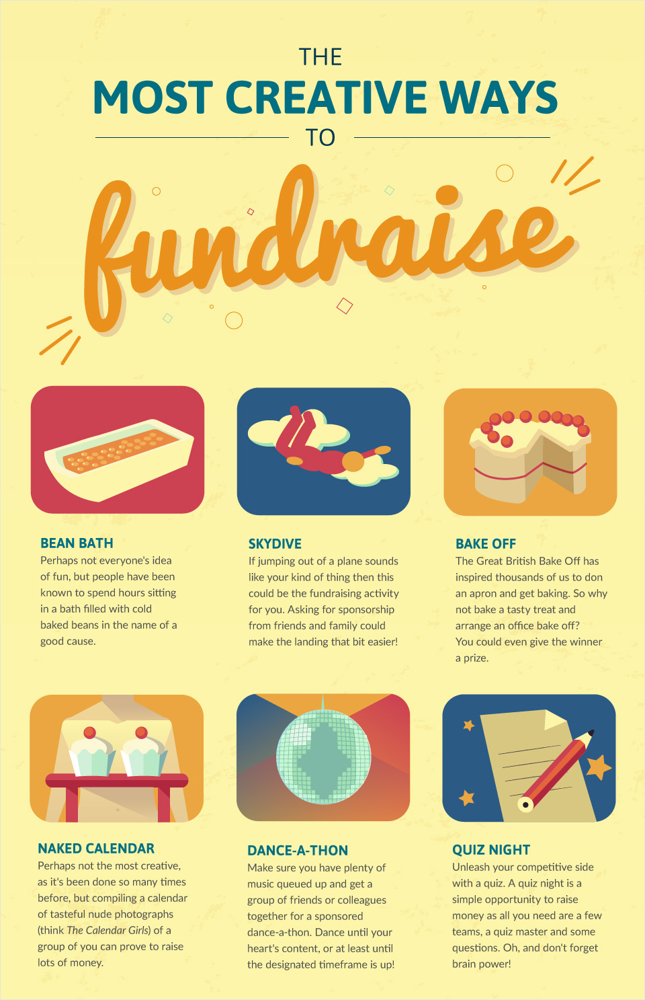 THE
MOST CREATIVE WAYS
TO
fundraise
BEAN BATH
Perhaps not everyone's idea
of fun, but people have been
known to spend hours sitting
in a bath filled with cold
baked beans in the name of a
good cause.
SKYDIVE
If jumping out of a plane sounds
like your kind of thing then this
could be the fundraising activity
for you. Asking for sponsorship
from friends and family could
make the landing that bit easier!
BAKE OFF
The Great British Bake Off has
inspired thousands of us to don
an apron and get baking. So why
not bake a tasty treat and
arrange an office bake off?
You could even give the winner
a prize.
NAKED CALENDAR
Perhaps not the most creative,
as it's been done so many times
before, but compiling a calendar
of tasteful nude photographs
(think The Calendar Girls) of a
group of you can prove to raise
lots of money.
DANCE-A-THON
Make sure you have plenty of
music queued up and get a
group of friends or colleagues
together for a sponsored
dance-a-thon. Dance until your
heart's content, or at least until
the designated timeframe is up!
QUIZ NIGHT
Unleash your competitive side
with a quiz. A quiz night is a
simple opportunity to raise
money as all you need are a few
teams, a quiz master and some
questions. Oh, and don't forget
brain power!